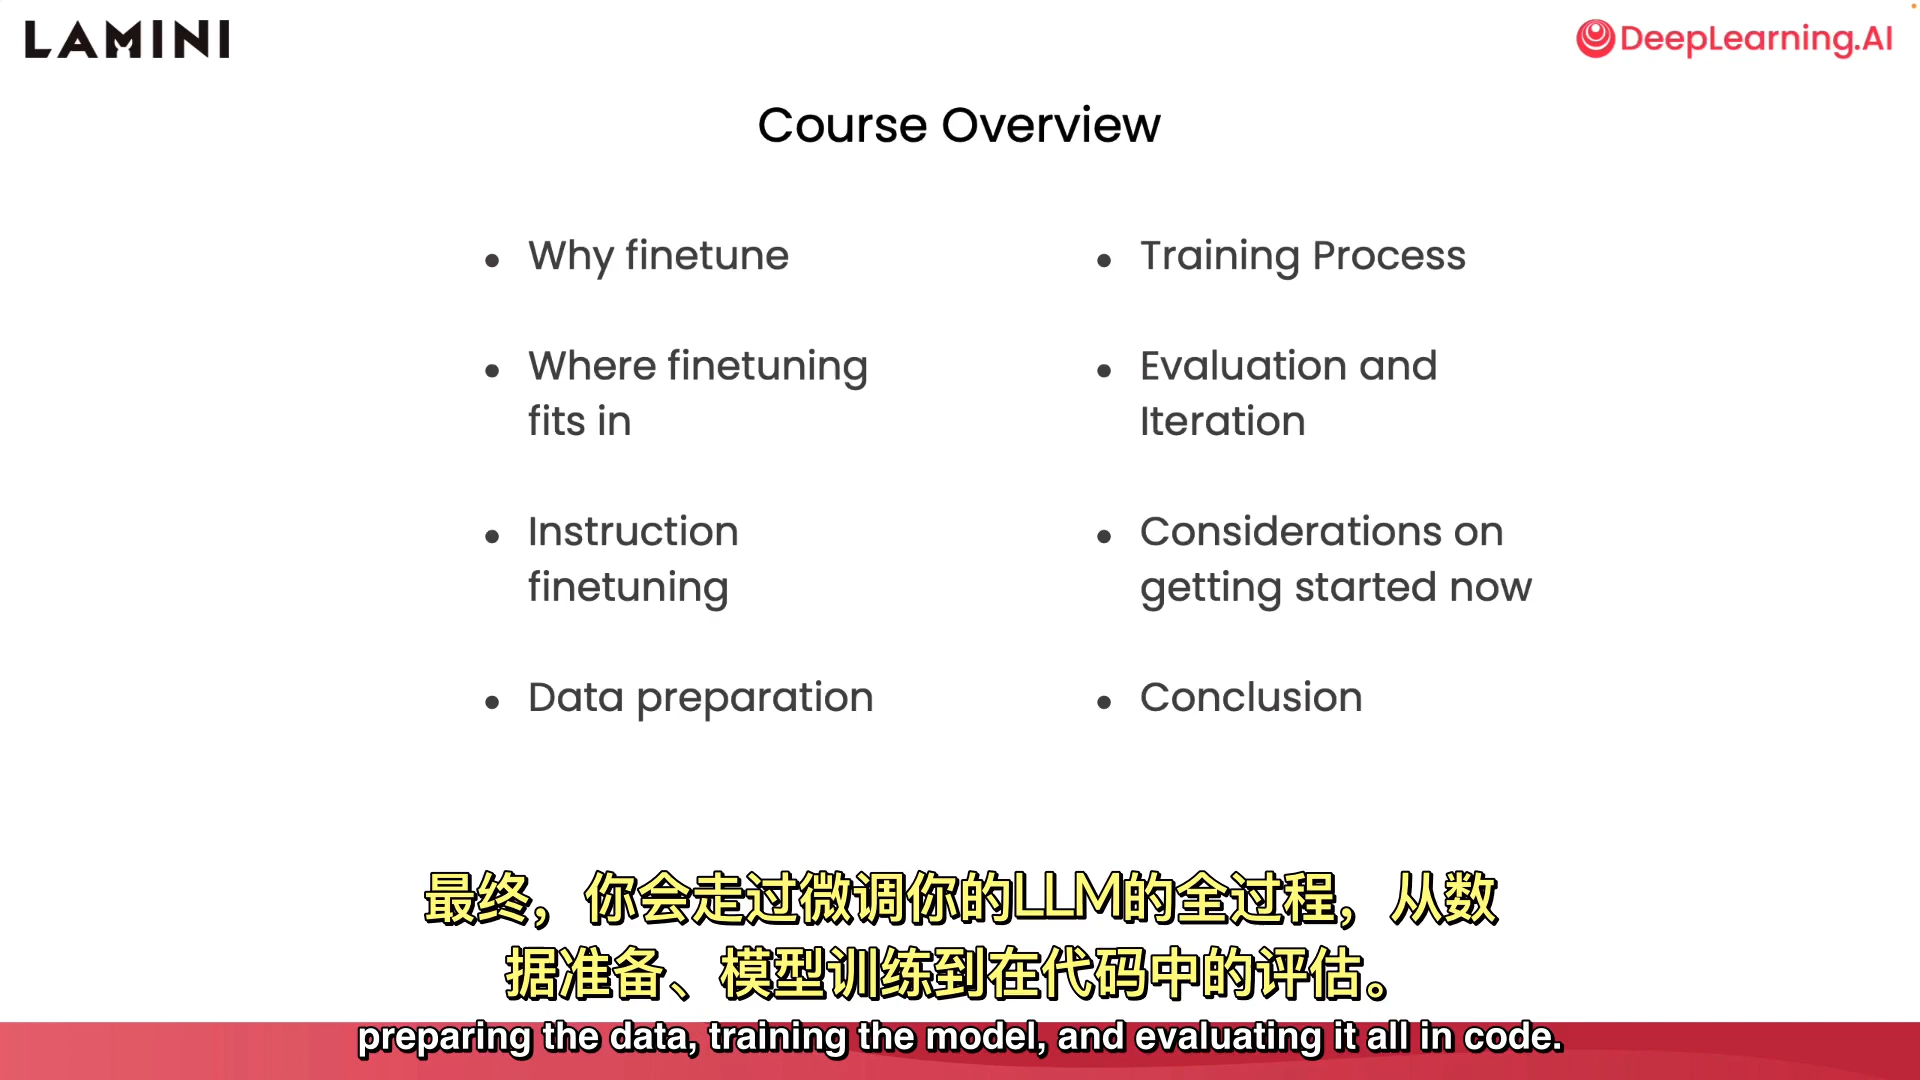 LAMINI
DeepLearning.AI
Course Overview
Why finetune
Where finetuning
fits in
Instruction
finetuning
Data preparation
Training Process
Evaluation and
Iteration
Considerations on
getting started now
Conclusion
最终，你会走过微调你的LLM的全过程，从数
据准备、模型训练到在代码中的评估。
preparing the data, training the model, and evaluating it all in code.